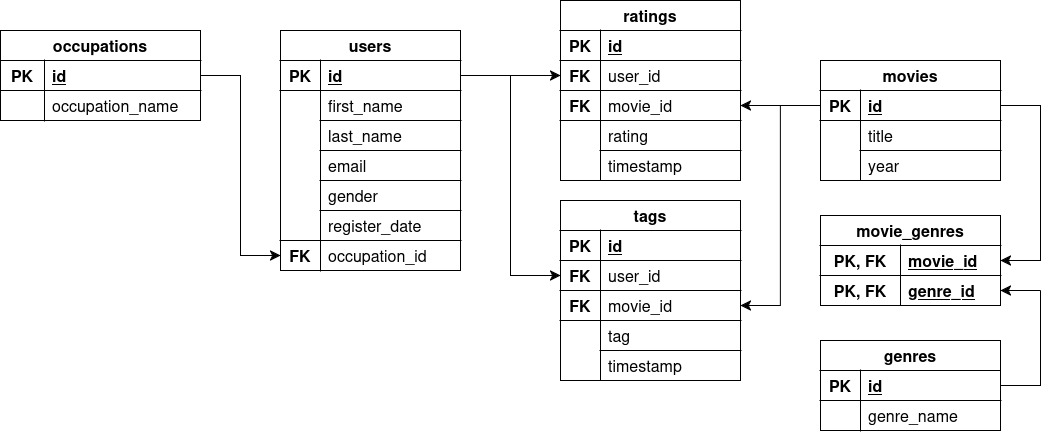 occupations
PK id
occupation_name
users
PK id
first_name
last_name
email
gender
register_date
FK occupation_id
ratings
PK id
FK user_id
FK movie_id
rating
timestamp
tags
PK id
FK user_id
FK movie_id
tag
timestamp
movies
PK id
title
year
movie_genres
PK, FK movie_id
PK, FK genre_id
genres
PK id
genre_name